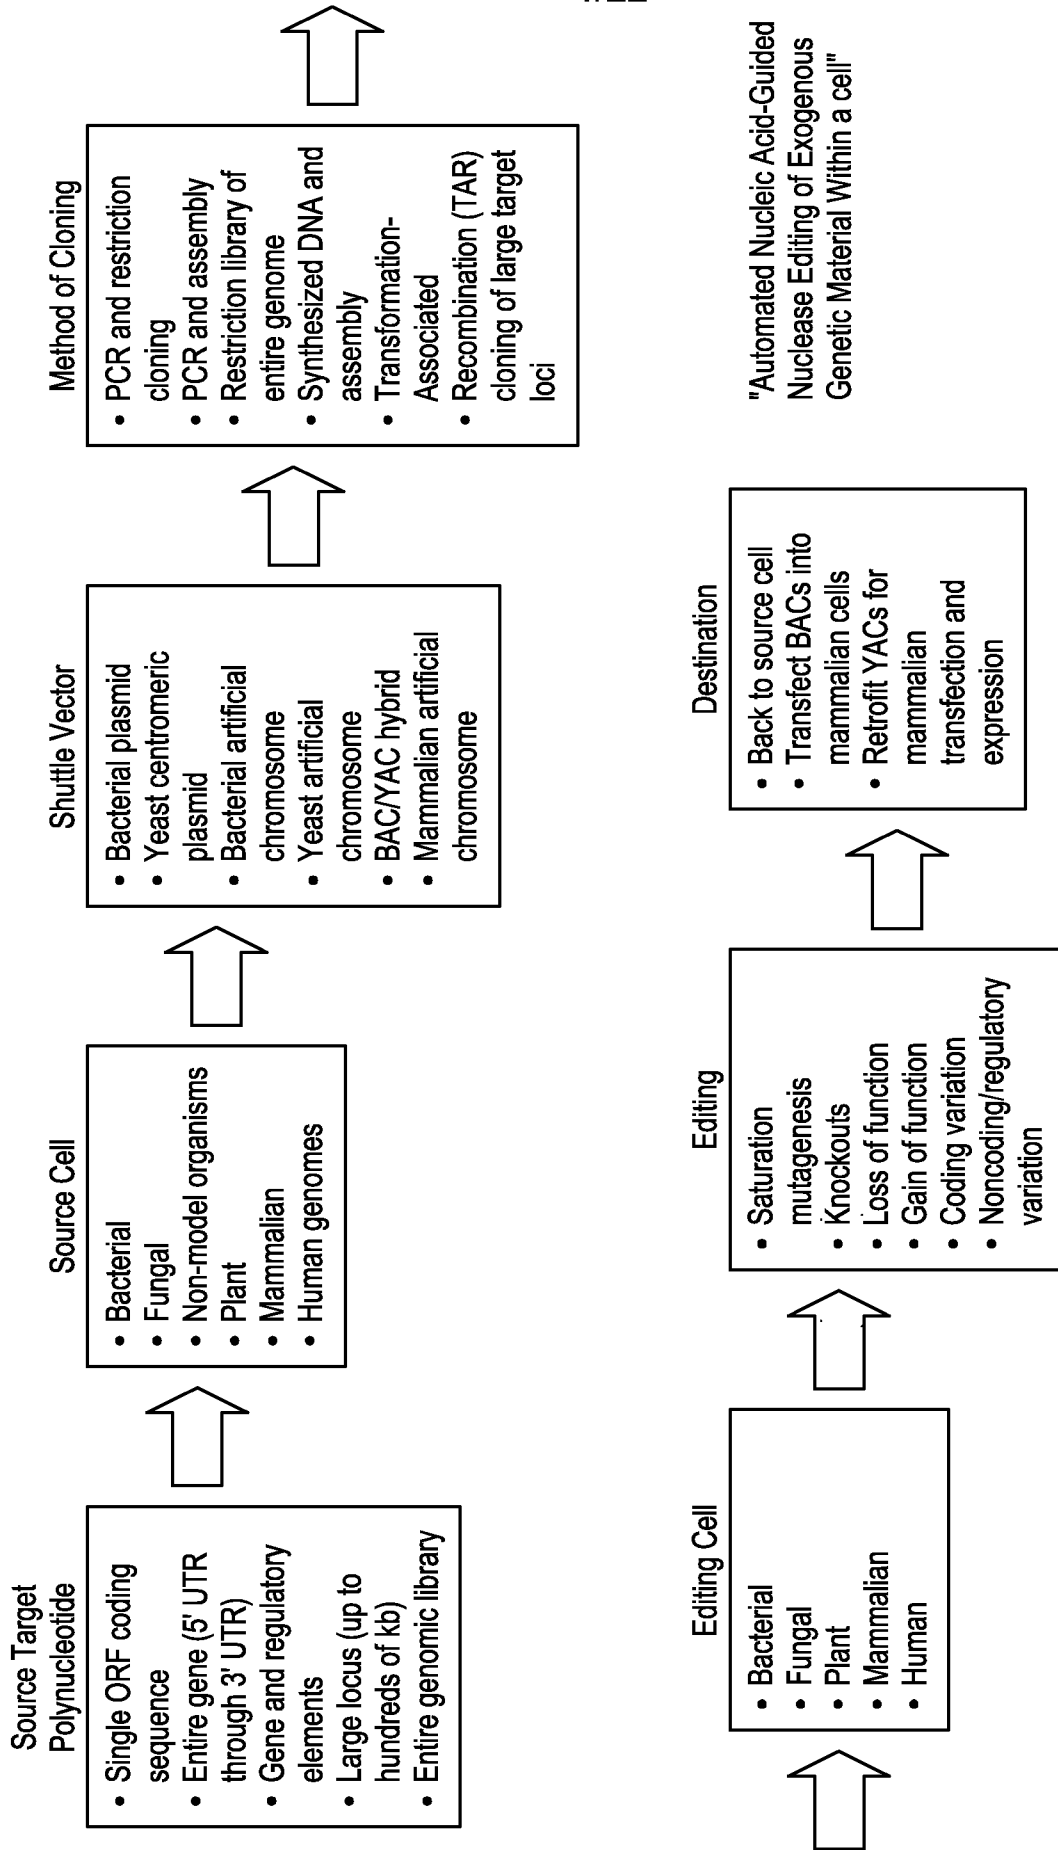 Source Target
Polynucleotide
• Single ORF coding
sequence
• Entire gene (5' UTR
through 3' UTR)
• Gene and regulatory
elements
• Large locus (up to
hundreds of kb)
• Entire genomic library
Source Cell
• Bacterial
• Fungal
• Non-model organisms
• Plant
• Mammalian
• Human genomes
Shuttle Vector
• Bacterial plasmid
• Yeast centromeric
plasmid
• Bacterial artificial
chromosome
• Yeast artificial
chromosome
• BAC/YAC hybrid
• Mammalian artificial
chromosome
Method of Cloning
• PCR and restriction
cloning
• PCR and assembly
• Restriction library of
entire genome
• Synthesized DNA and
assembly
• Transformation-
Associated
• Recombination (TAR)
cloning of large target
loci
Editing Cell
• Bacterial
• Fungal
• Plant
• Mammalian
• Human
Editing
• Saturation
mutagenesis
• Knockouts
• Loss of function
• Gain of function
• Coding variation
• Noncoding/regulatory
variation
Destination
• Back to source cell
• Transfect BACs into
mammalian cells
• Retrofit YACs for
mammalian
transfection and
expression
"Automated Nucleic Acid-Guided
Nuclease Editing of Exogenous
Genetic Material Within a cell"